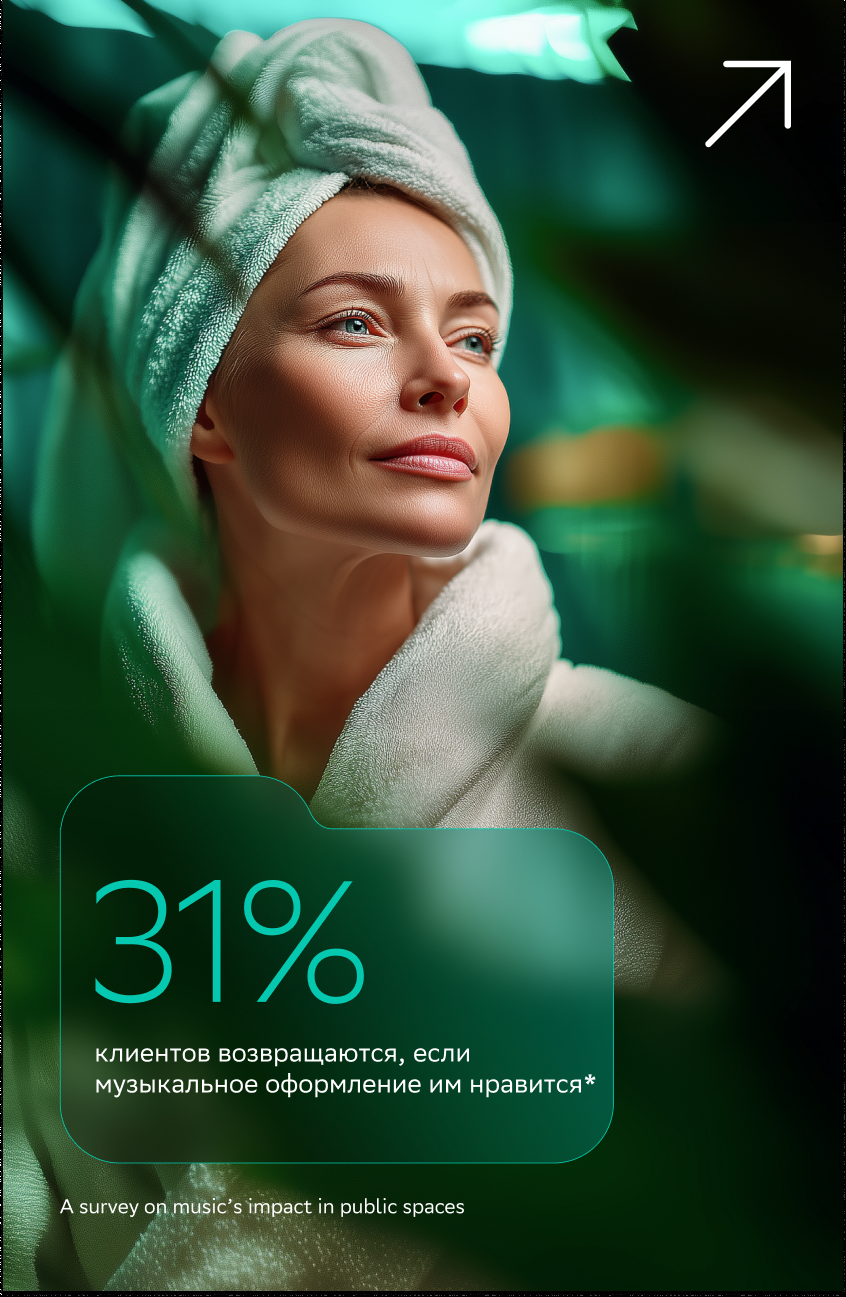 31%
клиентов возвращаются, если
музыкальное оформление им нравится*
A survey on music’s impact in public spaces